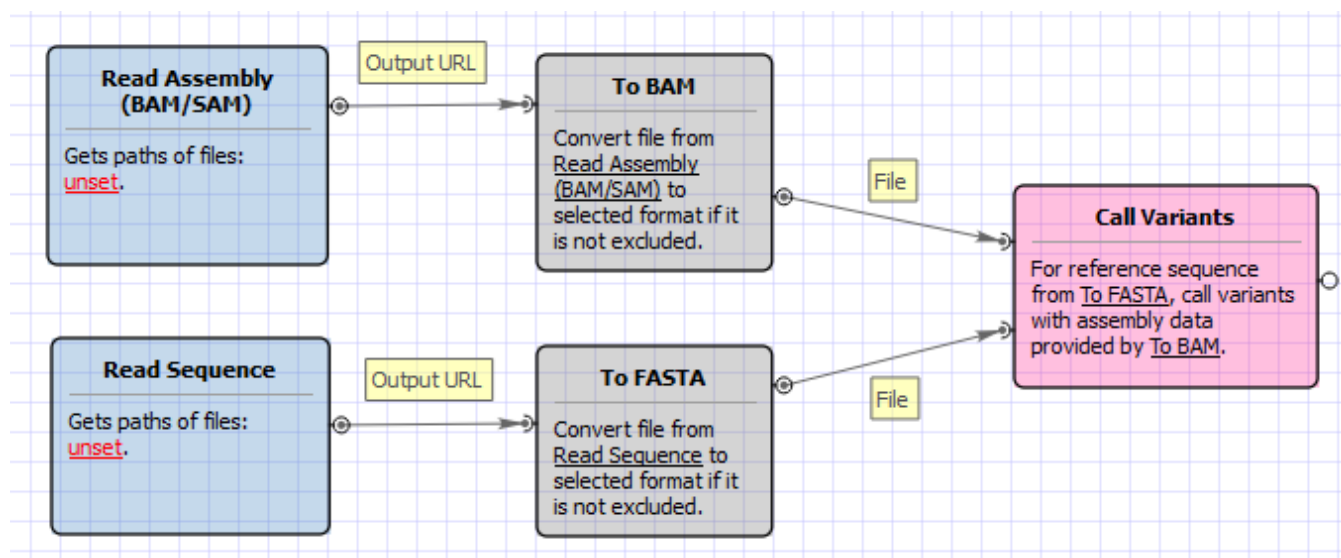 Read Assembly
(BAM/SAM)
Gets paths of files:
unset.
Output URL
To BAM
Convert file from
Read Assembly
(BAM/SAM) to
selected format if it
is not excluded.
File
Call Variants
For reference sequence
from To FASTA, call variants
with assembly data
provided by To BAM.
Read Sequence
Gets paths of files:
unset.
Output URL
To FASTA
Convert file from
Read Sequence to
selected format if it
is not excluded.
File